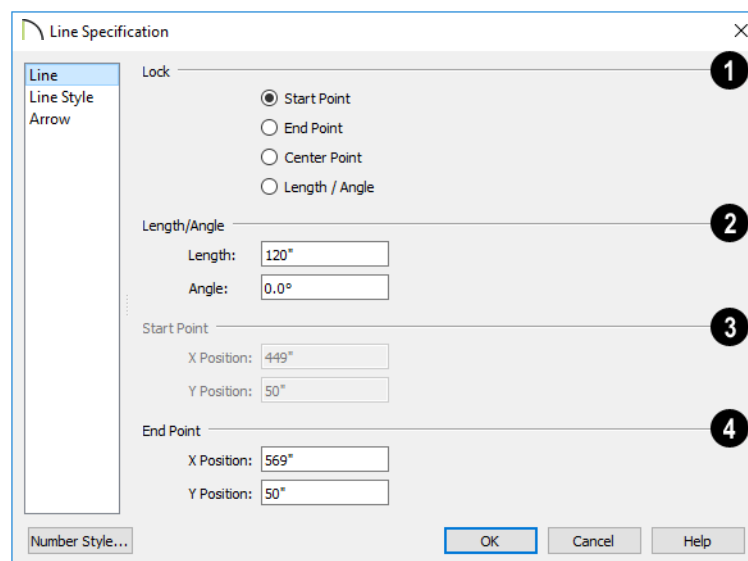 Line Specification
Line
Line Style
Arrow
Lock
1
Start Point
End Point
Center Point
Length / Angle
Length/Angle
2
Length: 120"
Angle: 0.0°
Start Point
3
X Position: 449"
Y Position: 50"
End Point
4
X Position: 569"
Y Position: 50"
Number Style...
OK
Cancel
Help